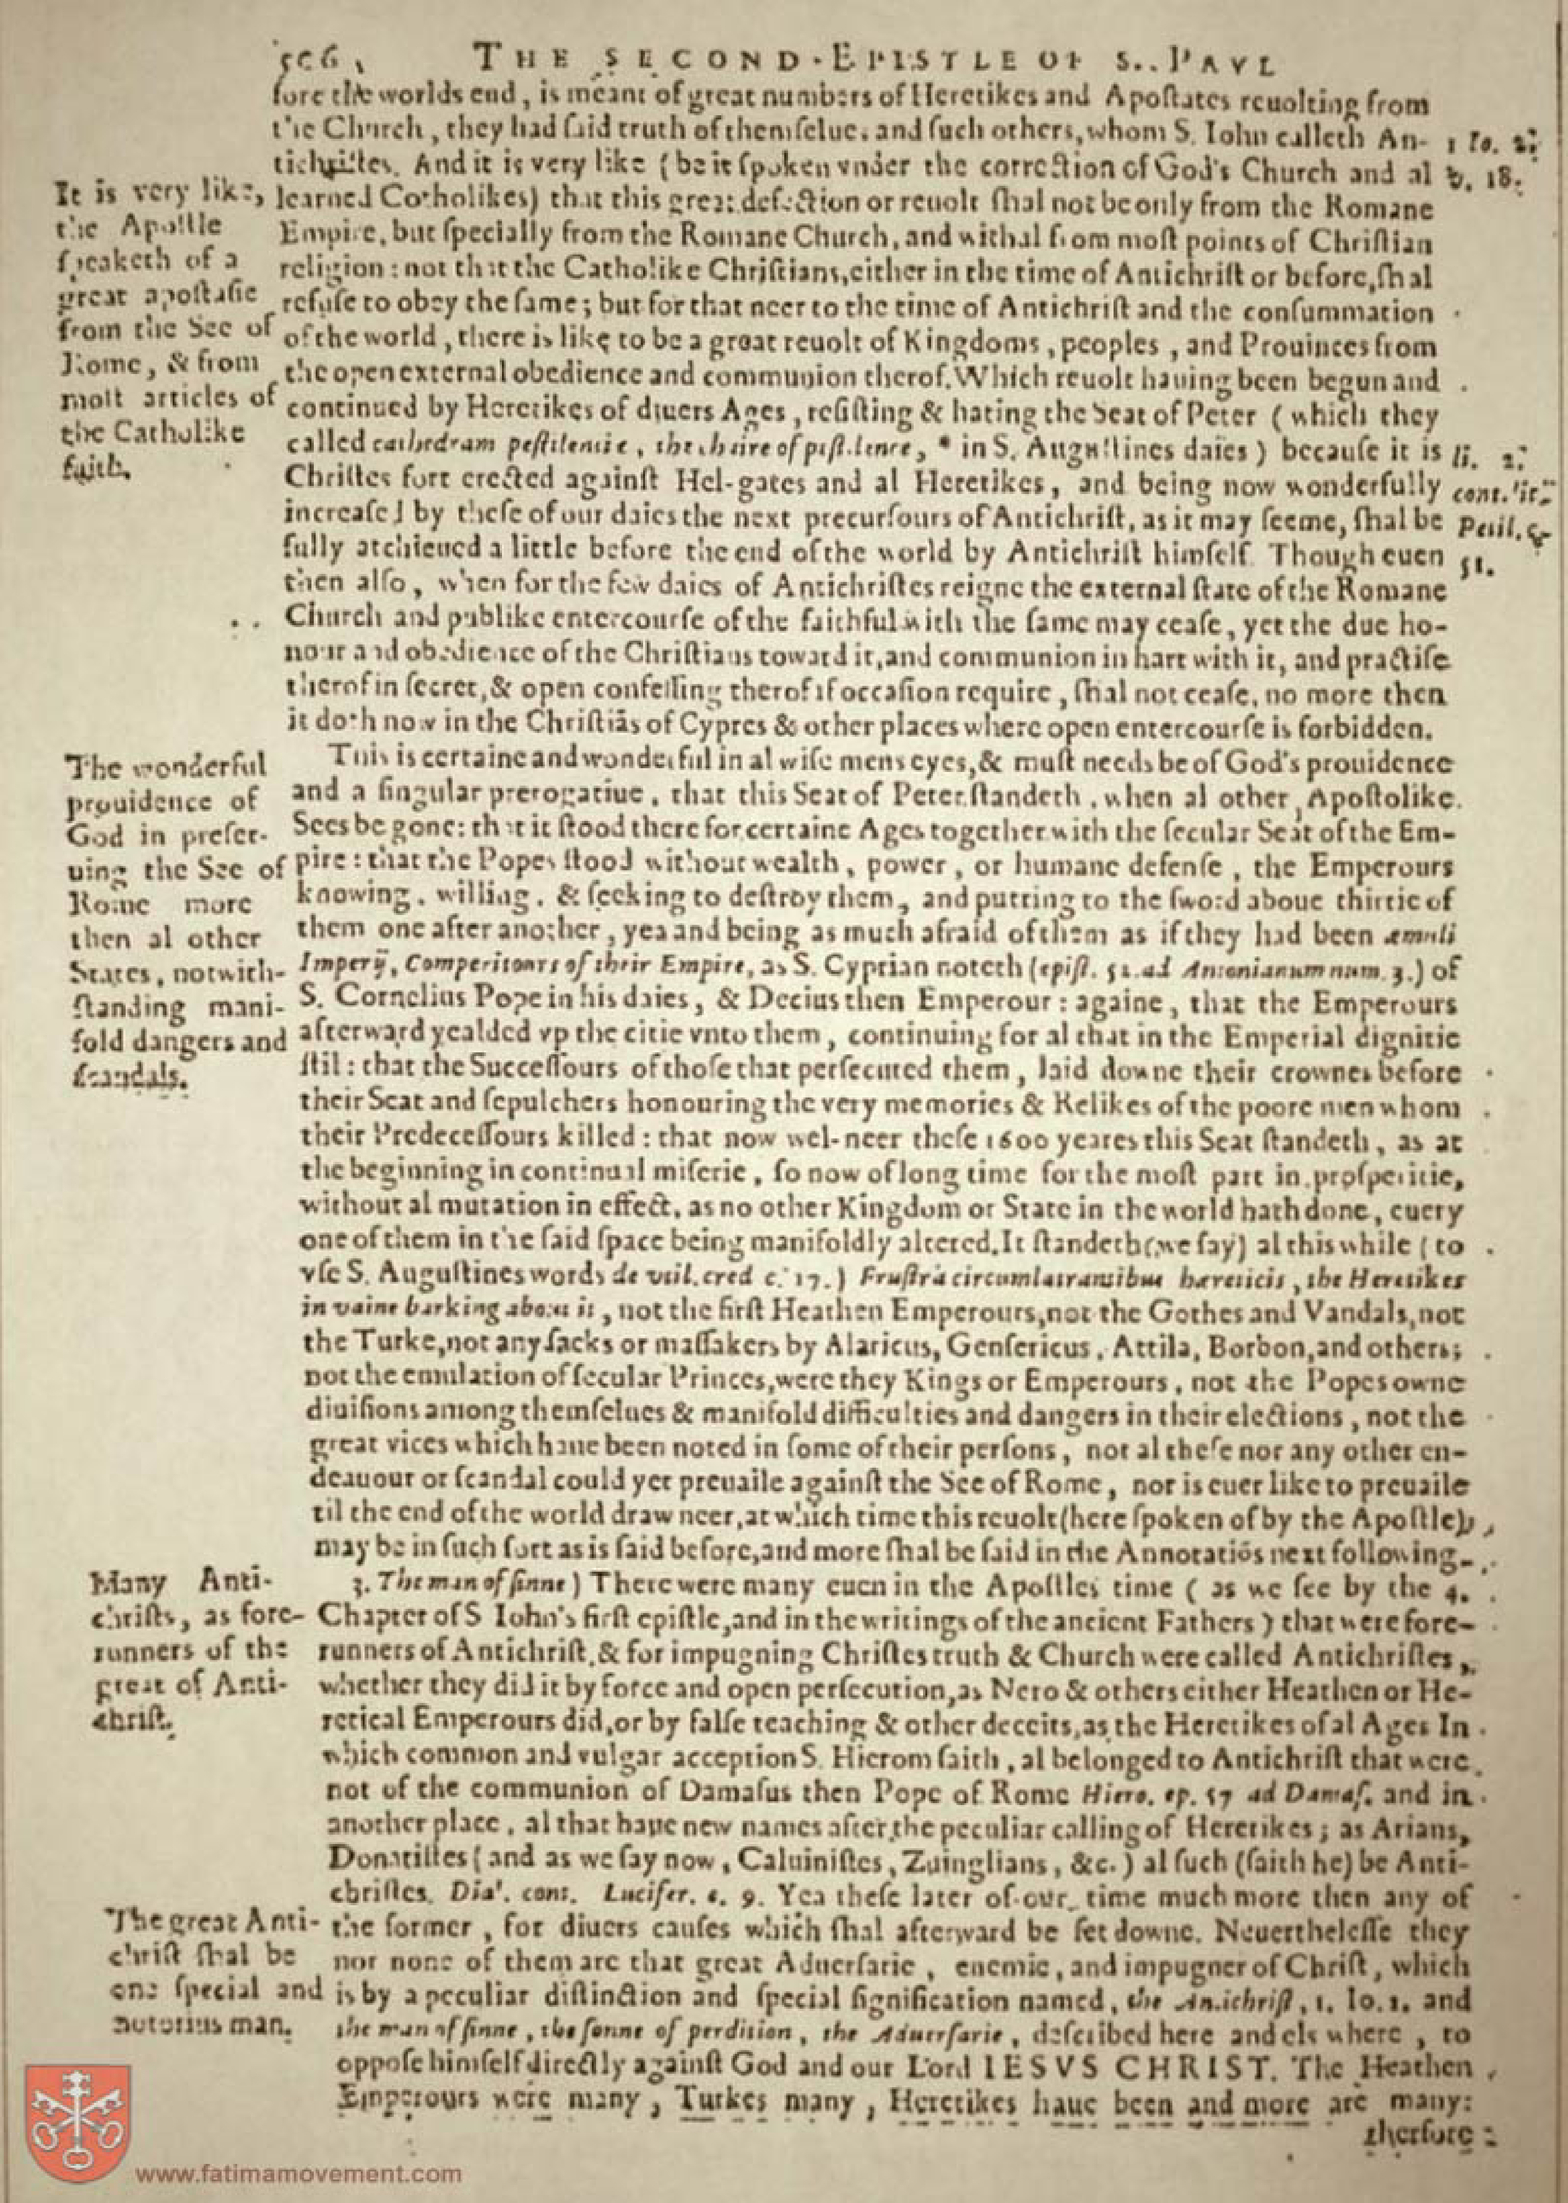 THE SECOND EPISTLE OF S. PAVL
fore the worlds end, is meant of great numbers of Heretikes and Apoſtates reuolting from
the Church, they had ſaid truth of themſelue. and ſuch others, whom S. Iohn calleth An-
tichriſtes. And it is very like (be it ſpoken vnder the correction of God's Church and al
learned Catholikes) that this great defection or reuolt ſhal not be only from the Romane
Empire, but ſpecially from the Romane Church, and withal from moſt points of Chriſtian
religion: not that the Catholike Chriſtians, either in the time of Antichriſt or before, ſhal
refuſe to obey the ſame; but for that neer to the time of Antichriſt and the conſummation
of the world, there is like to be a great reuolt of Kingdoms, peoples, and Prouinces from
the open external obedience and communion therof. Which reuolt hauing been begun and
continued by Heretikes of diuers Ages, reſiſting & hating the Seat of Peter (which they
called cathedram peſtilentiæ, the chaire of peſtilence, * in S. Auguſtines daies) becauſe it is
Chriſtes fort erected againſt Hel-gates and al Heretikes, and being now wonderfully
increaſed by theſe of our daies the next precurſours of Antichriſt, as it may ſeeme, ſhal be
fully atchieued a little before the end of the world by Antichriſt himſelf. Though euen
then alſo, when for the few daies of Antichriſtes reigne the external ſtate of the Romane
Church and publike entercourſe of the faithful with the ſame may ceaſe, yet the due ho-
nour and obedience of the Chriſtians toward it, and communion in hart with it, and practiſe
therof in ſecret, & open confeſſing therof if occaſion require, ſhal not ceaſe, no more then
it doth now in the Chriſtiãs of Cypres & other places where open entercourſe is forbidden.
It is very like,
the Apoſtle
ſpeaketh of a
great apoſtaſie
from the See of
Rome, & from
moſt articles of
the Catholike
faith.
1 Io. 2.
v. 18.
li. 2.
cont. lit.
Petil. c.
51.
This is certaine and wonderful in al wiſe mens eyes, & muſt needs be of God's prouidence
and a ſingular prerogatiue, that this Seat of Peter ſtandeth, when al other Apoſtolike
Sees be gone: that it ſtood there for certaine Ages together with the ſecular Seat of the Em-
pire: that the Popes ſtood without wealth, power, or humane defenſe, the Emperours
knowing, willing, & ſeeking to deſtroy them, and putting to the ſword aboue thirtie of
them one after another, yea and being as much afraid of them as if they had been æmuli
Imperij, Competitours of their Empire, as S. Cyprian noteth (epiſt. 52. ad Antonianum num. 3.) of
S. Cornelius Pope in his daies, & Decius then Emperour: againe, that the Emperours
afterward yealded vp the citie vnto them, continuing for al that in the Emperial dignitie
ſtil: that the Succeſſours of thoſe that perſecuted them, laid downe their crownes before
their Seat and ſepulchers honouring the very memories & Relikes of the poore men whom
their Predeceſſours killed: that now wel-neer theſe 1600 yeares this Seat ſtandeth, as at
the beginning in continual miſerie, ſo now of long time for the moſt part in proſperitie,
without al mutation in effect, as no other Kingdom or State in the world hath done, euery
one of them in the ſaid ſpace being manifoldly altered. It ſtandeth (we ſay) al this while (to
vſe S. Auguſtines words de vtil. cred c. 17.) Fruſtrà circumlatrantibus hæreticis, the Heretikes
in vaine barking about it, not the firſt Heathen Emperours, not the Gothes and Vandals, not
the Turke, not any ſacks or maſſakers by Alaricus, Genſericus, Attila, Borbon, and others;
not the emulation of ſecular Princes, were they Kings or Emperours, not the Popes owne
diuiſions among themſelues & manifold difficulties and dangers in their elections, not the
great vices which haue been noted in ſome of their perſons, not al theſe nor any other en-
deauour or ſcandal could yet preuaile againſt the See of Rome, nor is euer like to preuaile
til the end of the world draw neer, at which time this reuolt (here ſpoken of by the Apoſtle)
may be in ſuch ſort as is ſaid before, and more ſhal be ſaid in the Annotatiõs next following.
The wonderful
prouidence of
God in preſer-
uing the See of
Rome more
then al other
States, notwith-
ſtanding mani-
fold dangers and
ſcandals.
3. The man of ſinne) There were many euen in the Apoſtles time (as we ſee by the 4.
Chapter of S Iohn's firſt epiſtle, and in the writings of the ancient Fathers) that were fore-
runners of Antichriſt, & for impugning Chriſtes truth & Church were called Antichriſtes,
whether they did it by force and open perſecution, as Nero & others either Heathen or He-
retical Emperours did, or by falſe teaching & other deceits, as the Heretikes of al Ages In
which common and vulgar acception S. Hierom ſaith, al belonged to Antichriſt that were
not of the communion of Damaſus then Pope of Rome Hiero. ep. 57 ad Damaſ. and in
another place, al that haue new names after the peculiar calling of Heretikes; as Arians,
Donatiſtes (and as we ſay now, Caluiniſtes, Zuinglians, &c.) al ſuch (ſaith he) be Anti-
chriſtes. Dial. cont. Lucifer. c. 9. Yea theſe later of our time much more then any of
the former, for diuers cauſes which ſhal afterward be ſet downe. Neuertheleſſe they
nor none of them are that great Aduerſarie, enemie, and impugner of Chriſt, which
is by a peculiar diſtinction and ſpecial ſignification named, the Antichriſt, 1. Io. 2. and
the man of ſinne, the ſonne of perdition, the Aduerſarie, deſcribed here and els where, to
oppoſe himſelf directly againſt God and our Lord IESVS CHRIST. The Heathen
Emperours were many, Turkes many, Heretikes haue been and more are many:
therfore
Many Anti-
chriſts, as fore-
runners of the
great of Anti-
chriſt.
The great Anti-
chriſt ſhal be
one ſpecial and
notorius man.
www.fatimamovement.com